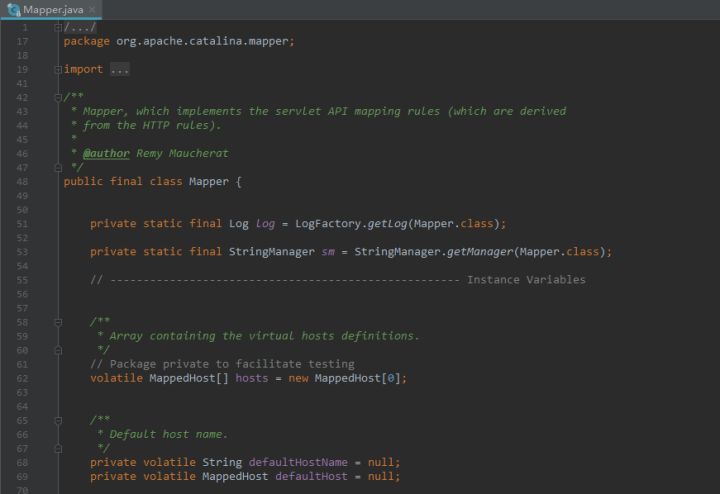 Mapper.java
1 /.../
17 package org.apache.catalina.mapper;
18
19 import ...
41
42 /**
43 * Mapper, which implements the servlet API mapping rules (which are derived
44 * from the HTTP rules).
45 *
46 * @author Remy Maucherat
47 */
48 public final class Mapper {
49
50
51 private static final Log log = LogFactory.getLog(Mapper.class);
52
53 private static final StringManager sm = StringManager.getManager(Mapper.class);
54
55 // ----------------------------------------------------- Instance Variables
56
57
58 /**
59 * Array containing the virtual hosts definitions.
60 */
61 // Package private to facilitate testing
62 volatile MappedHost[] hosts = new MappedHost[0];
63
64
65 /**
66 * Default host name.
67 */
68 private volatile String defaultHostName = null;
69 private volatile MappedHost defaultHost = null;
70